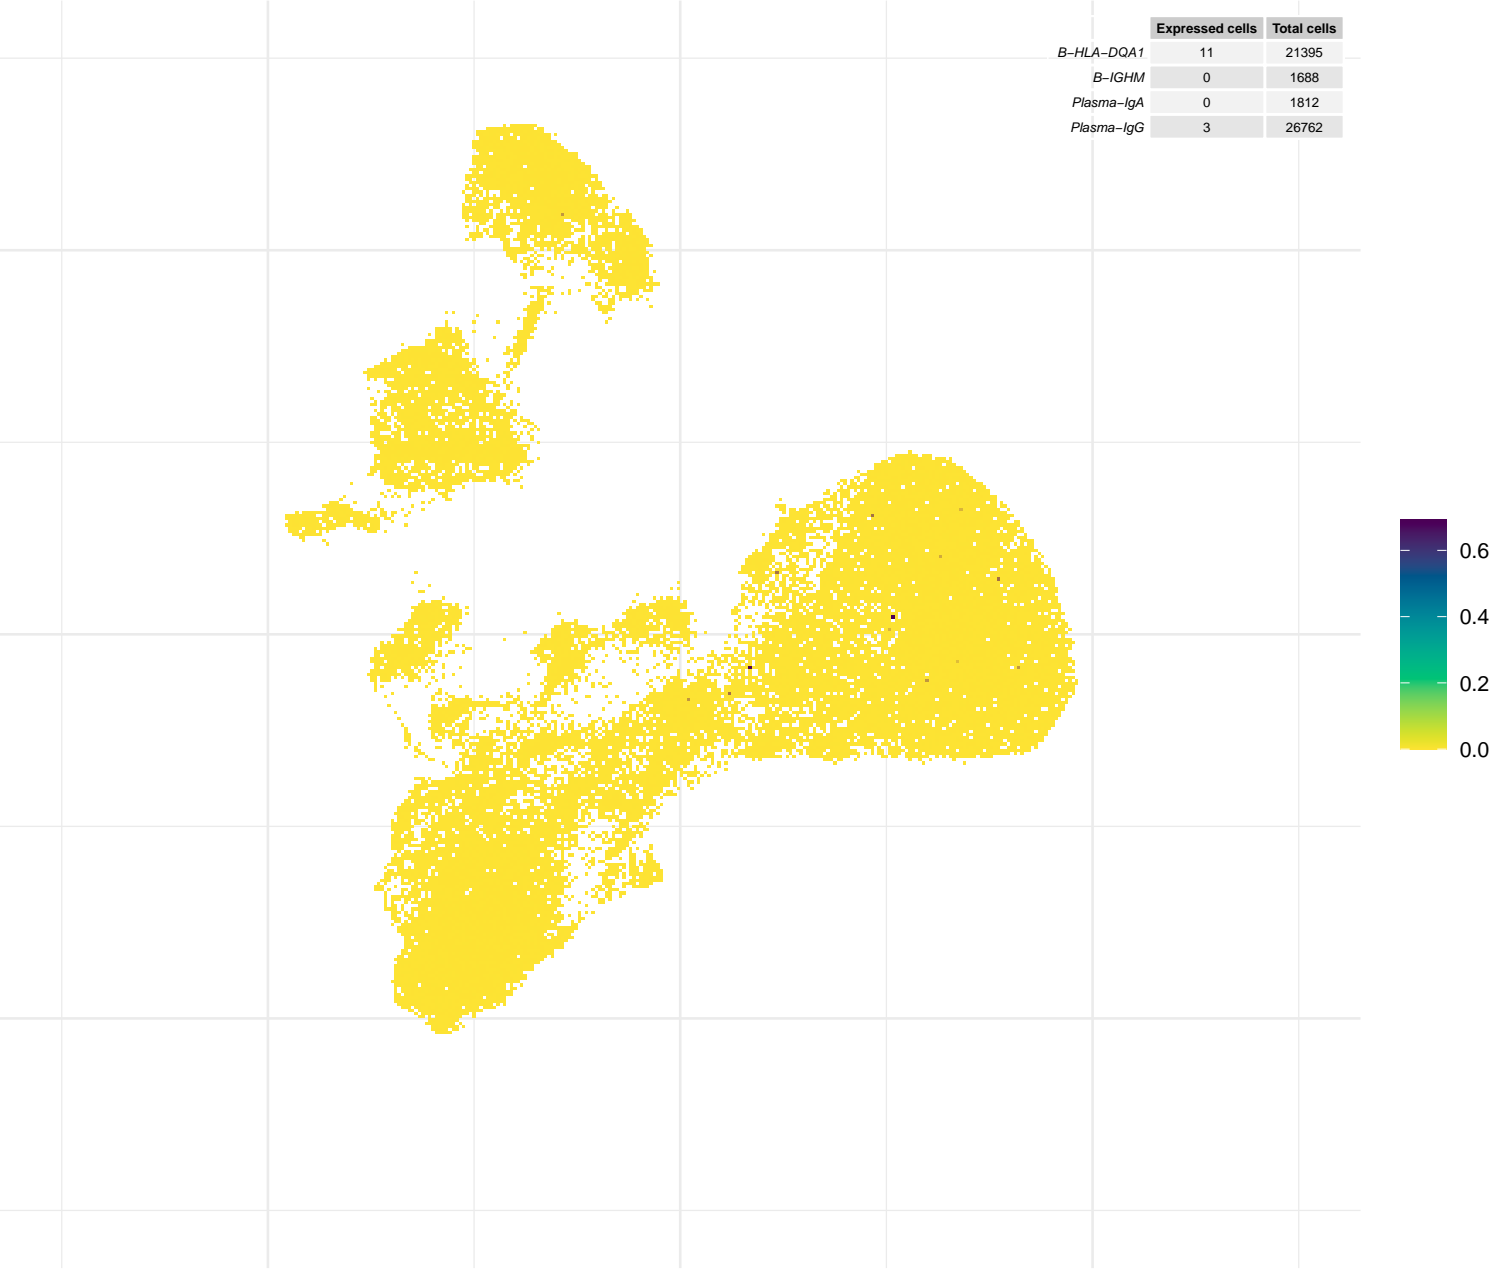 Expressed cells Total cells
B−HLA−DQA1 11 21395
B−IGHM 0 1688
Plasma−IgA 0 1812
Plasma−IgG 3 26762
0.6
0.4
0.2
0.0